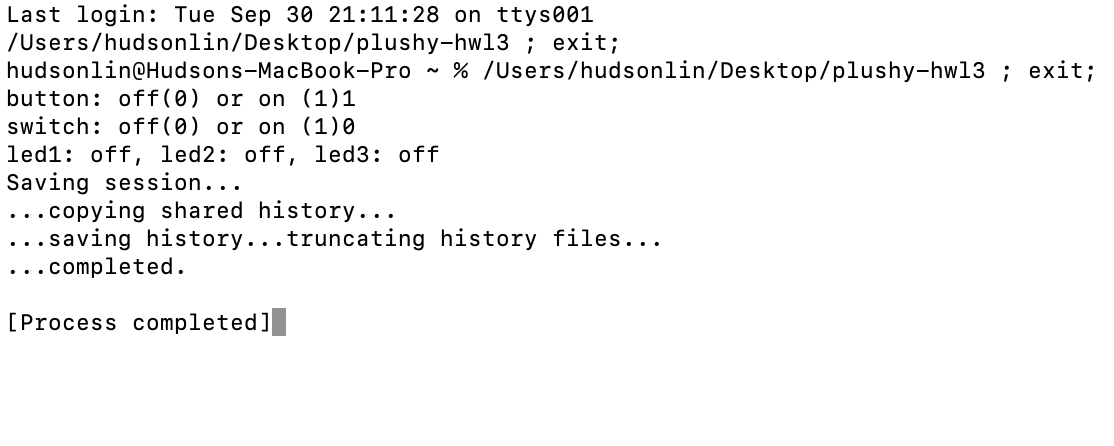 Last login: Tue Sep 30 21:11:28 on ttys001
/Users/hudsonlin/Desktop/plushy-hwl3 ; exit;
hudsonlin@Hudsons-MacBook-Pro ~ % /Users/hudsonlin/Desktop/plushy-hwl3 ; exit;
button: off(0) or on (1)1
switch: off(0) or on (1)0
led1: off, led2: off, led3: off
Saving session...
...copying shared history...
...saving history...truncating history files...
...completed.
[Process completed]